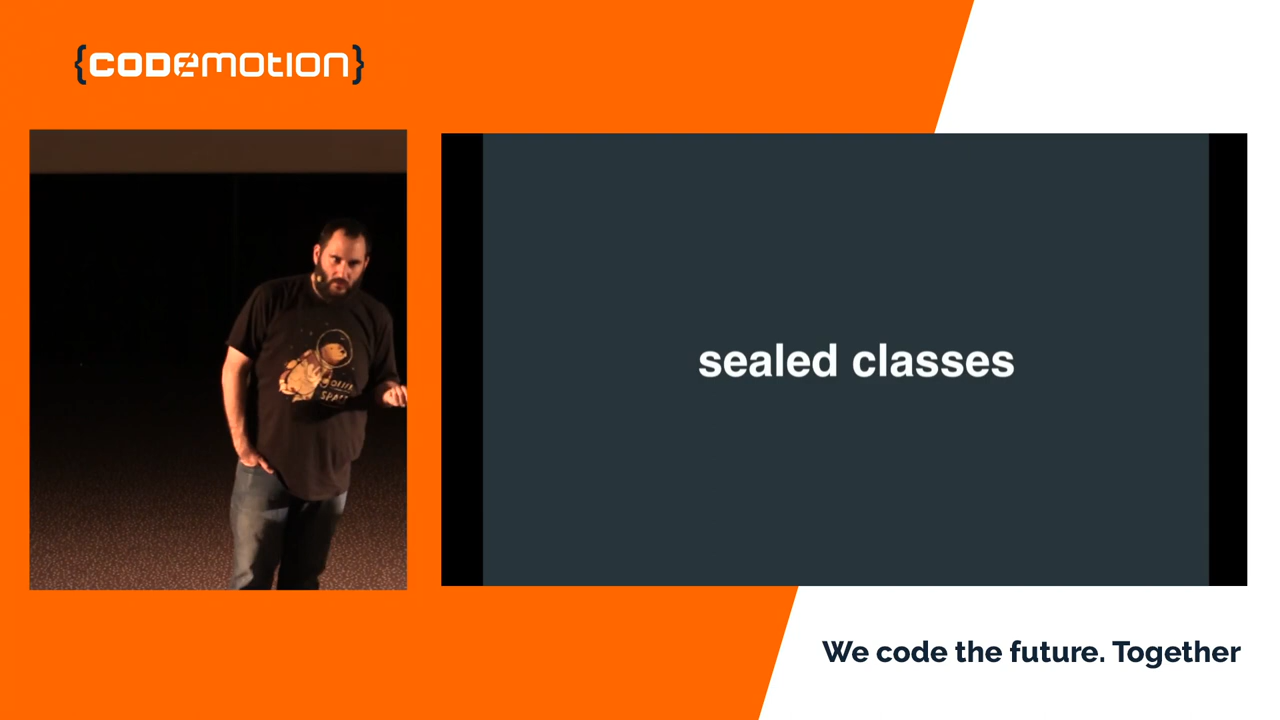 {CODEMOTION}
sealed classes
We code the future. Together